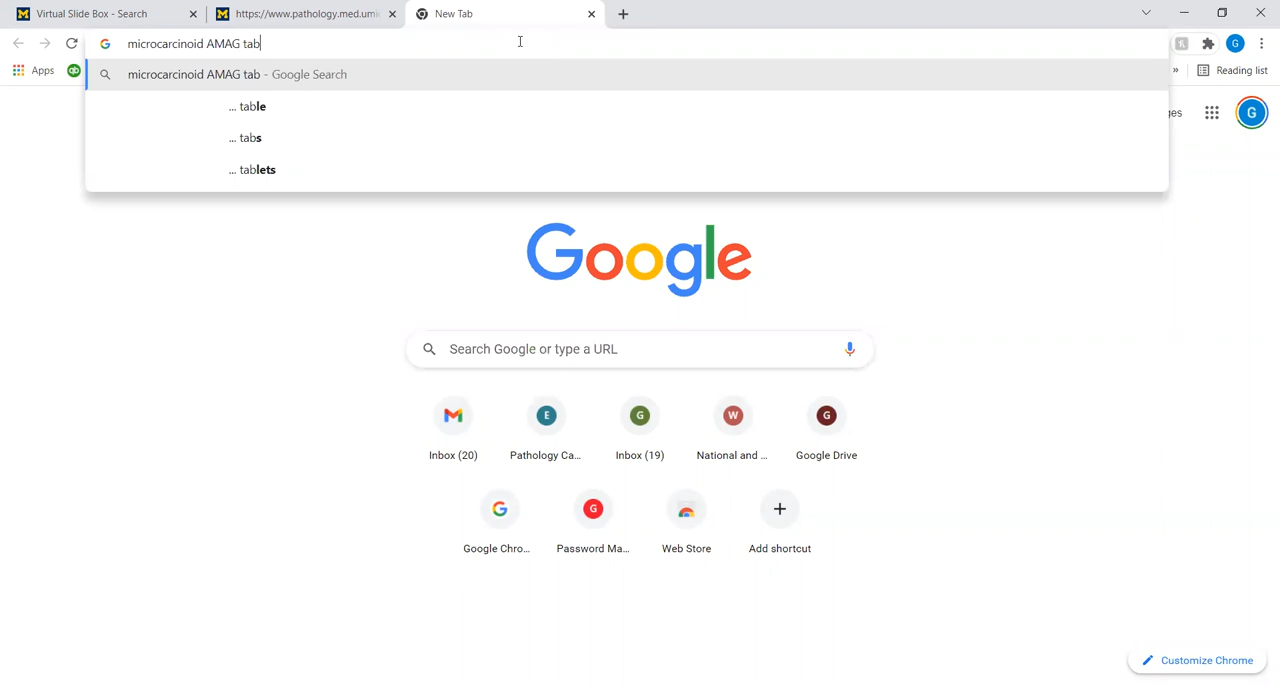 Virtual Slide Box - Search
https://www.pathology.med.umi
New Tab
microcarcinoid AMAG tab
Apps
Reading list
microcarcinoid AMAG tab - Google Search
... table
... tabs
... tablets
ges
G
Google
Search Google or type a URL
E
G
W
G
Inbox (20)
Pathology Ca...
Inbox (19)
National and ...
Google Drive
G
Google Chro...
Password Ma...
Web Store
Add shortcut
Customize Chrome